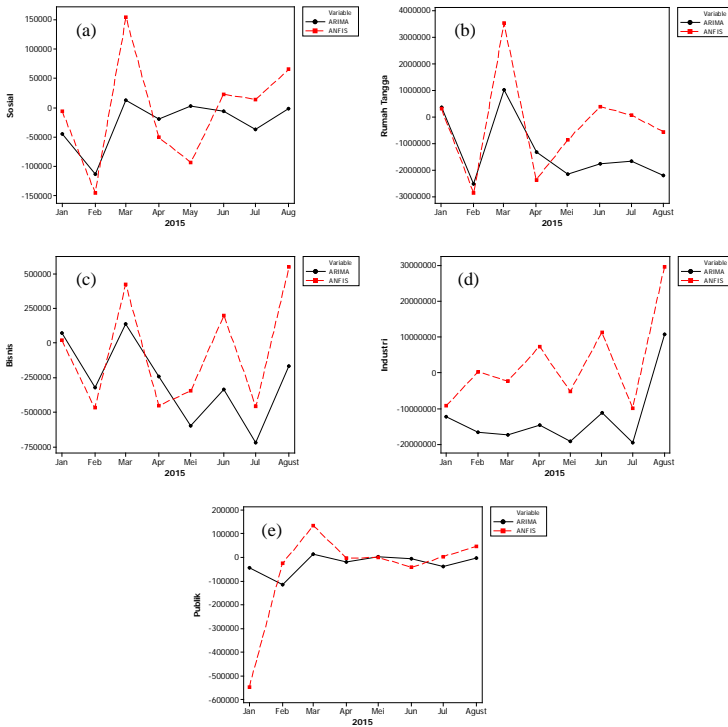 (a)
Variable
ARIMA
ANFIS
Sosial
150000
100000
50000
0
-50000
-100000
-150000
Jan Feb Mar Apr May Jun Jul Aug
2015
(b)
Variable
ARIMA
ANFIS
Rumah Tangga
4000000
3000000
2000000
1000000
0
-1000000
-2000000
-3000000
Jan Feb Mar Apr Mei Jun Jul Agust
2015
(c)
Variable
ARIMA
ANFIS
Bisnis
500000
250000
0
-250000
-500000
-750000
Jan Feb Mar Apr Mei Jun Jul Agust
2015
(d)
Variable
ARIMA
ANFIS
Industri
30000000
20000000
10000000
0
-10000000
-20000000
Jan Feb Mar Apr Mei Jun Jul Agust
2015
(e)
Variable
ARIMA
ANFIS
Publik
200000
100000
0
-100000
-200000
-300000
-400000
-500000
-600000
Jan Feb Mar Apr Mei Jun Jul Agust
2015